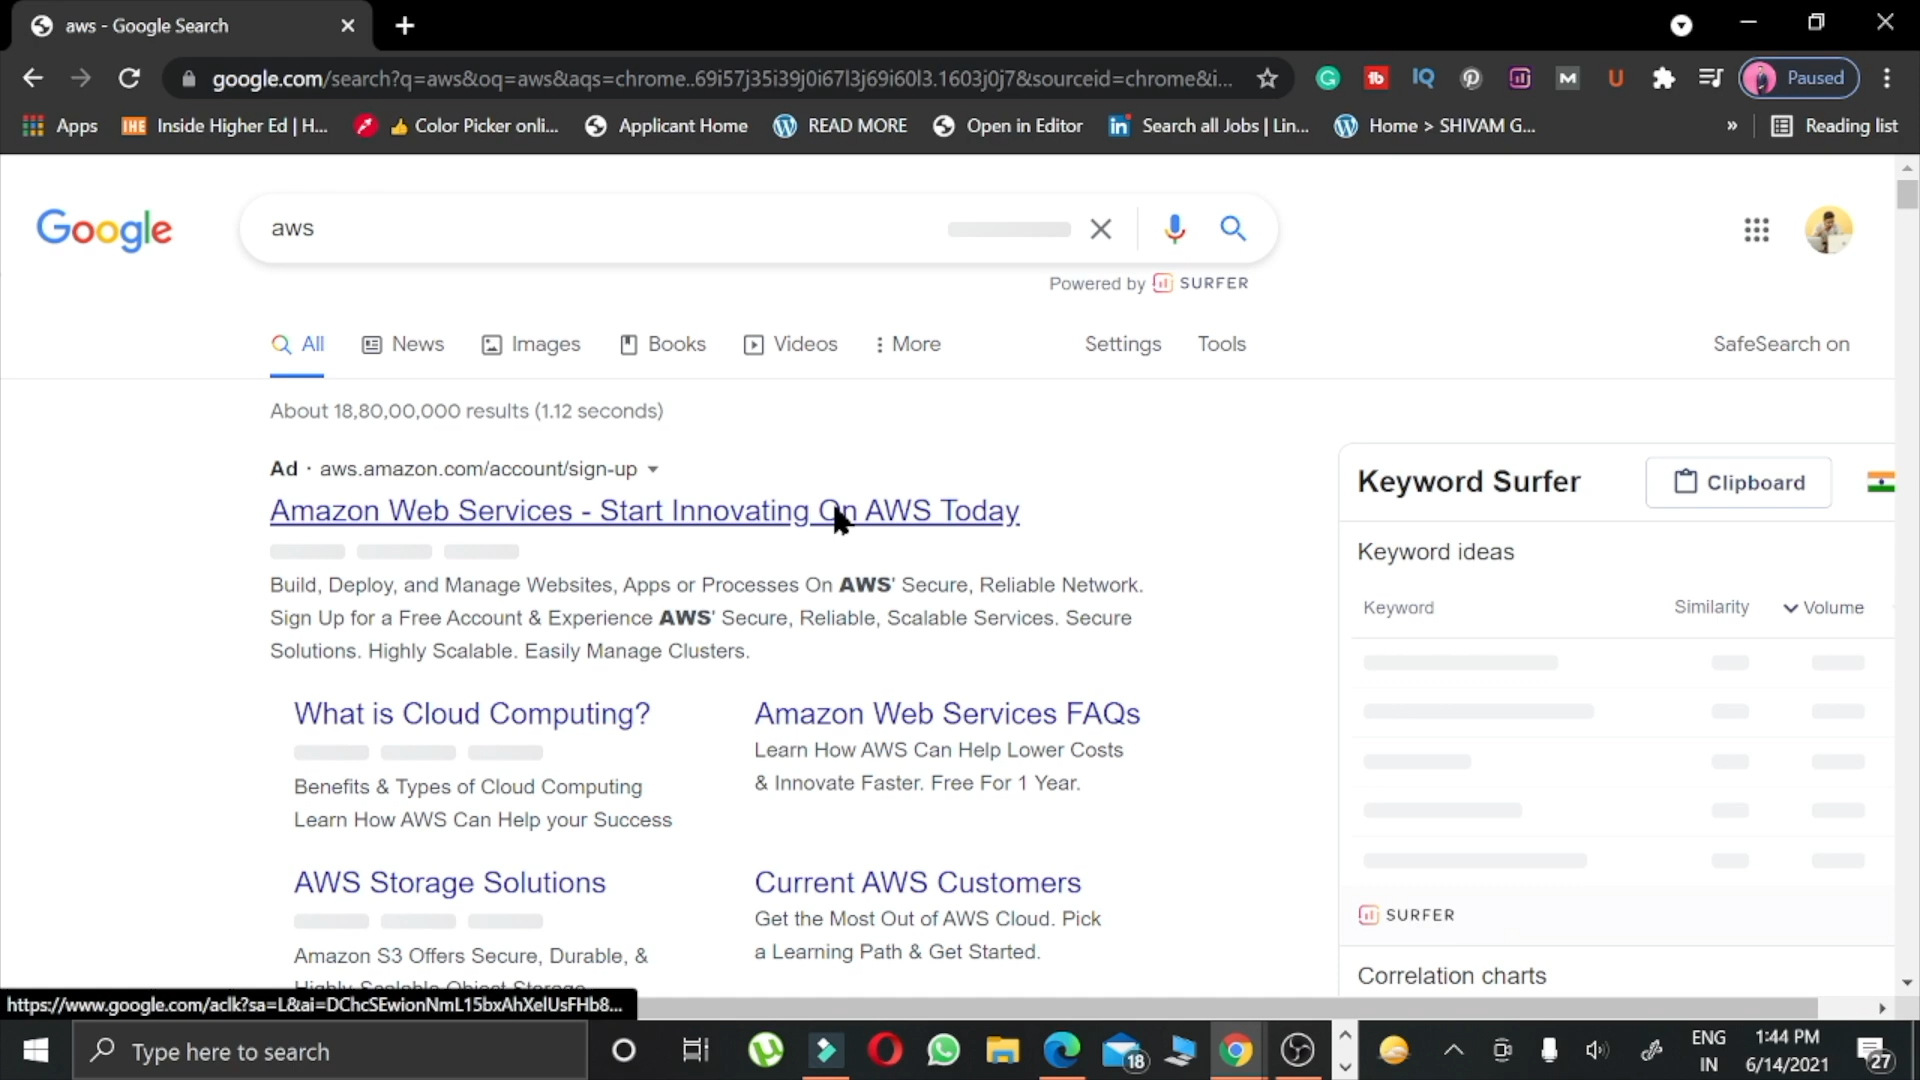 aws - Google Search
google.com/search?q=aws&oq=aws&aqs=chrome..69i57j35i39j0i67l3j69i60l3.1603j0j7&sourceid=chrome&i...
Paused
Apps
IHE Inside Higher Ed | H...
👍 Color Picker onli...
Applicant Home
READ MORE
Open in Editor
Search all Jobs | Lin...
Home > SHIVAM G...
»
Reading list
Google
aws
Powered by SURFER
All
News
Images
Books
Videos
More
Settings
Tools
SafeSearch on
About 18,80,00,000 results (1.12 seconds)
Ad · aws.amazon.com/account/sign-up
Amazon Web Services - Start Innovating On AWS Today
Build, Deploy, and Manage Websites, Apps or Processes On AWS' Secure, Reliable Network.
Sign Up for a Free Account & Experience AWS' Secure, Reliable, Scalable Services. Secure
Solutions. Highly Scalable. Easily Manage Clusters.
What is Cloud Computing?
Benefits & Types of Cloud Computing
Learn How AWS Can Help your Success
Amazon Web Services FAQs
Learn How AWS Can Help Lower Costs
& Innovate Faster. Free For 1 Year.
AWS Storage Solutions
Amazon S3 Offers Secure, Durable, &
Highly Scalable Object Storage
Current AWS Customers
Get the Most Out of AWS Cloud. Pick
a Learning Path & Get Started.
Keyword Surfer
Clipboard
Keyword ideas
Keyword
Similarity
Volume
SURFER
Correlation charts
https://www.google.com/aclk?sa=L&ai=DChcSEwionNmL15bxAhXelUsFHb8...
Type here to search
18
ENG
IN
1:44 PM
6/14/2021
27